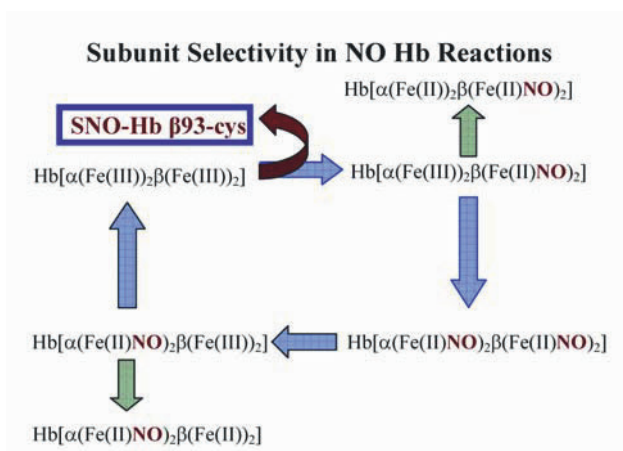 Subunit Selectivity in NO Hb Reactions
Hb[α(Fe(II))₂β(Fe(II)NO)₂]
SNO-Hb β93-cys
Hb[α(Fe(III))₂β(Fe(III))₂]
Hb[α(Fe(III))₂β(Fe(II)NO)₂]
Hb[α(Fe(II)NO)₂β(Fe(III))₂]
Hb[α(Fe(II)NO)₂β(Fe(II)NO)₂]
Hb[α(Fe(II)NO)₂β(Fe(II))₂]